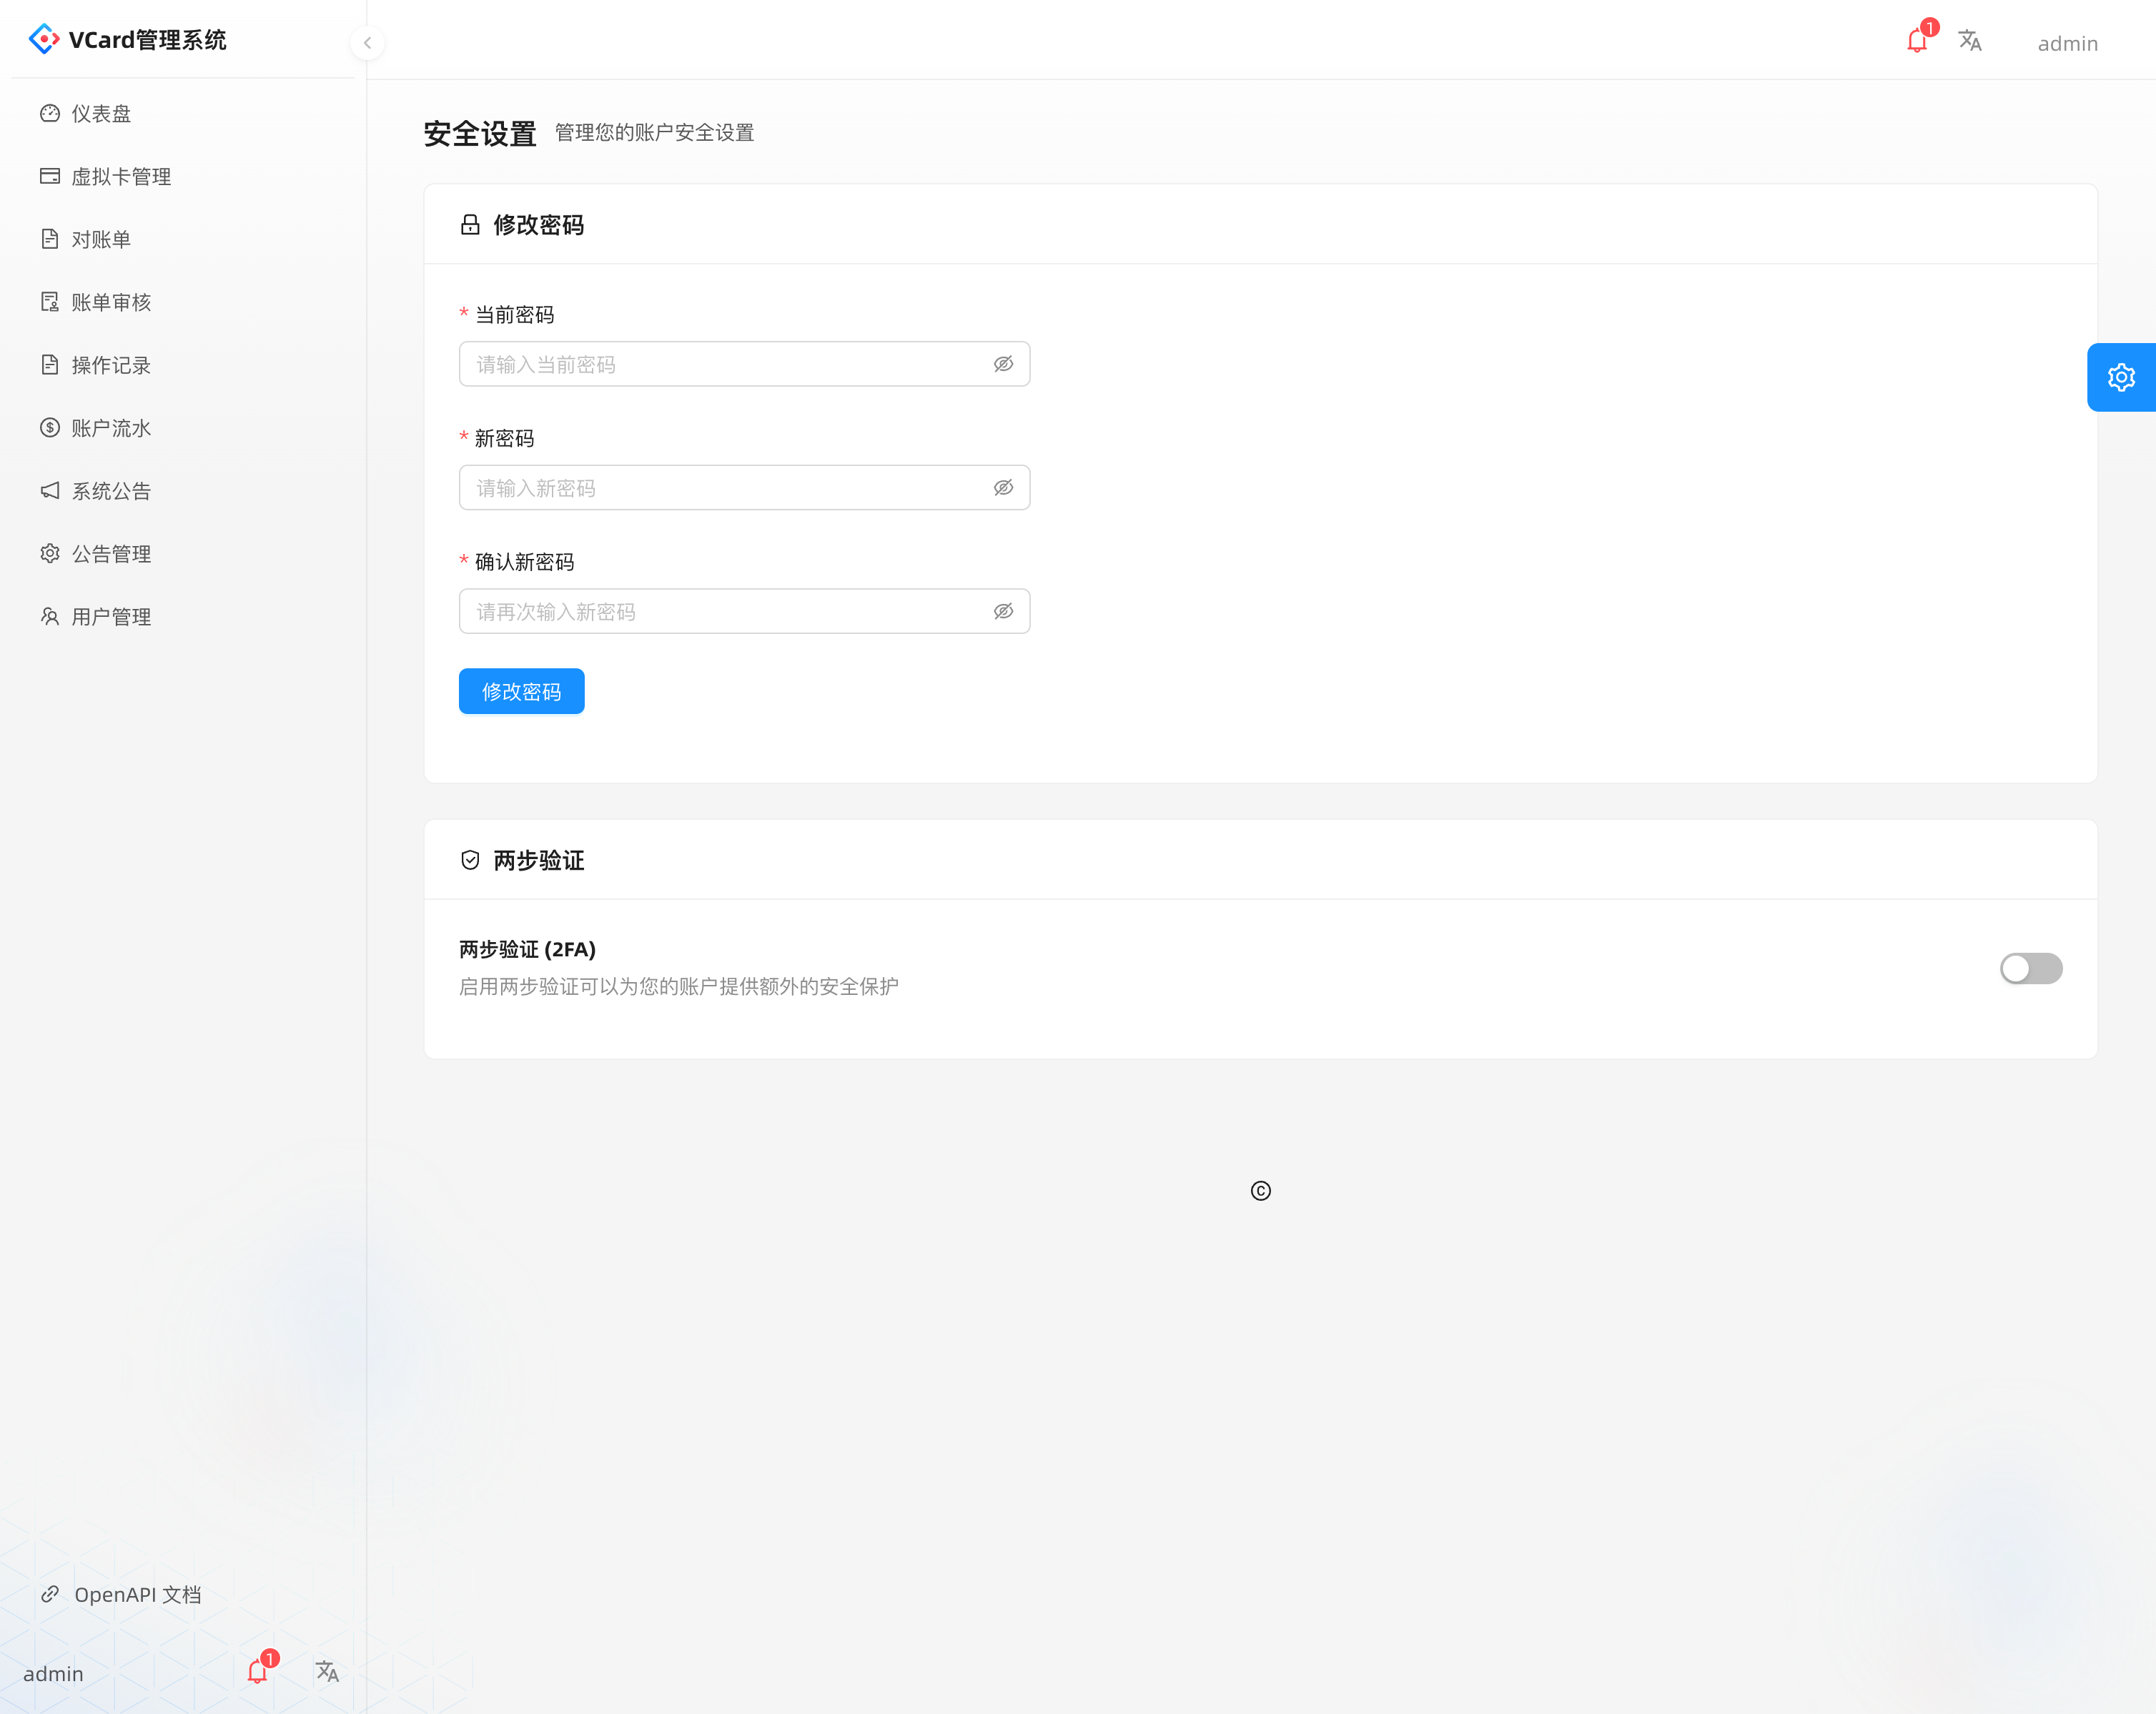 VCard管理系统
1
admin
仪表盘
虚拟卡管理
对账单
账单审核
操作记录
账户流水
系统公告
公告管理
用户管理
安全设置 管理您的账户安全设置
修改密码
* 当前密码
请输入当前密码
* 新密码
请输入新密码
* 确认新密码
请再次输入新密码
修改密码
两步验证
两步验证 (2FA)
启用两步验证可以为您的账户提供额外的安全保护
©
OpenAPI 文档
admin
1